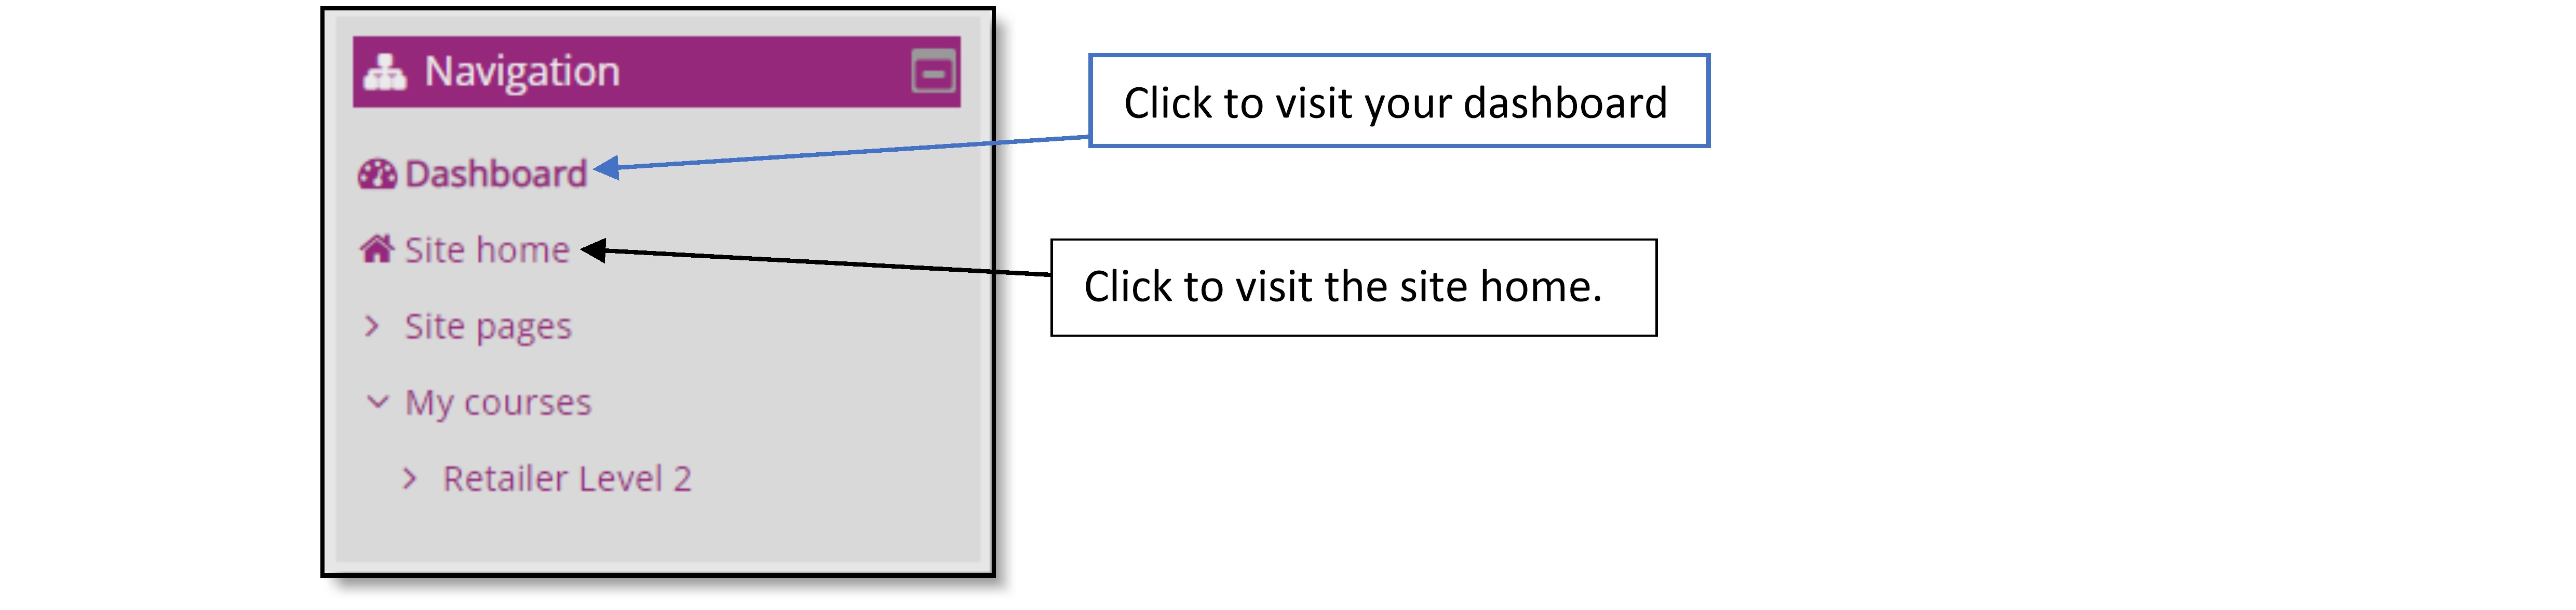 Navigation
Click to visit your dashboard
Dashboard
Site home
Click to visit the site home.
Site pages
My courses
Retailer Level 2